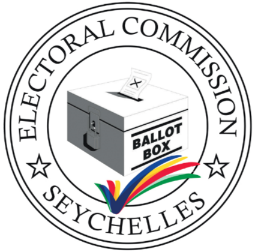 ELECTORAL COMMISSION
BALLOT
BOX
SEYCHELLES